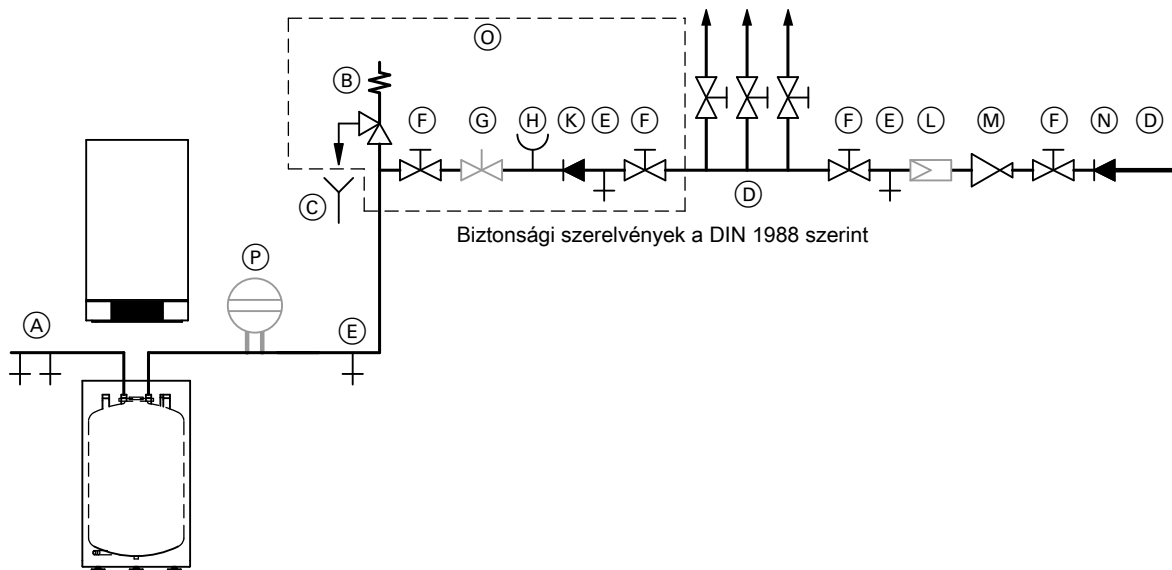 O
B
F G H K E F F E L M F N D
C
D
Biztonsági szerelvények a DIN 1988 szerint
P
A
E